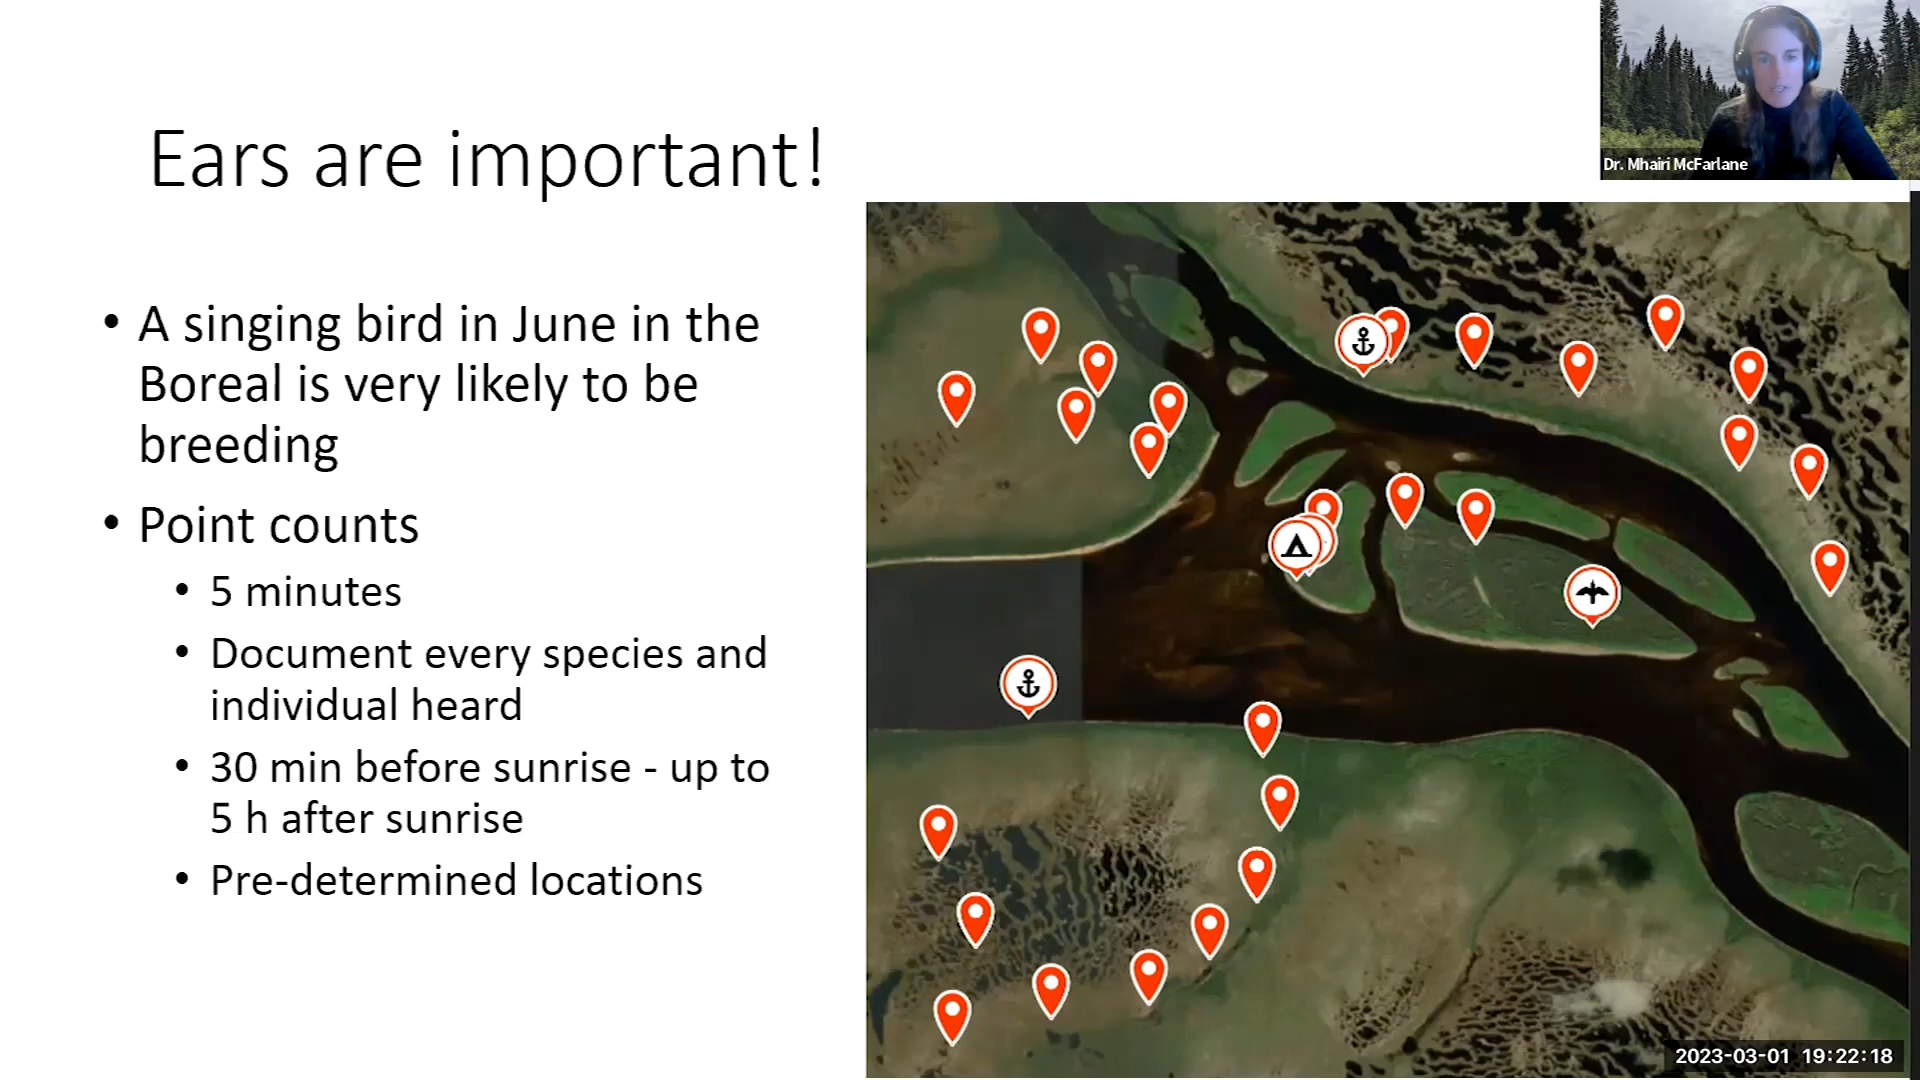 Dr. Mhairi McFarlane
Ears are important!
• A singing bird in June in the
Boreal is very likely to be
breeding
• Point counts
• 5 minutes
• Document every species and
individual heard
• 30 min before sunrise - up to
5 h after sunrise
• Pre-determined locations
2023-03-01 19:22:18